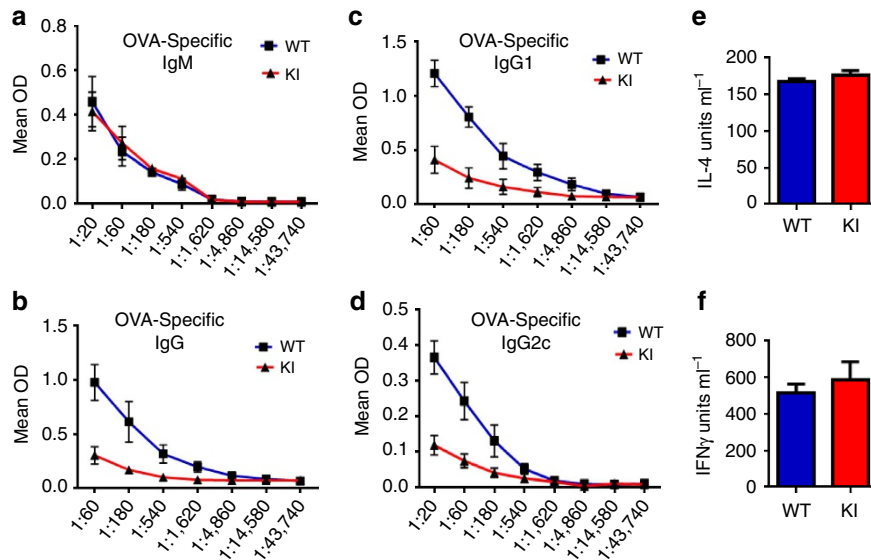 a
0.8
0.6
0.4
0.2
0.0
Mean OD
OVA-Specific
IgM
WT
KI
1:20
1:60
1:180
1:540
1:1,620
1:4,860
1:14,580
1:43,740
b
1.5
1.0
0.5
0.0
Mean OD
OVA-Specific
IgG
WT
KI
1:60
1:180
1:540
1:1,620
1:4,860
1:14,580
1:43,740
c
1.5
1.0
0.5
0.0
Mean OD
OVA-Specific
IgG1
WT
KI
1:60
1:180
1:540
1:1,620
1:4,860
1:14,580
1:43,740
d
0.5
0.4
0.3
0.2
0.1
0.0
Mean OD
OVA-Specific
IgG2c
WT
KI
1:20
1:60
1:180
1:540
1:1,620
1:4,860
1:14,580
1:43,740
e
200
150
100
50
0
IL-4 units ml⁻¹
WT
KI
f
800
600
400
200
0
IFNγ units ml⁻¹
WT
KI